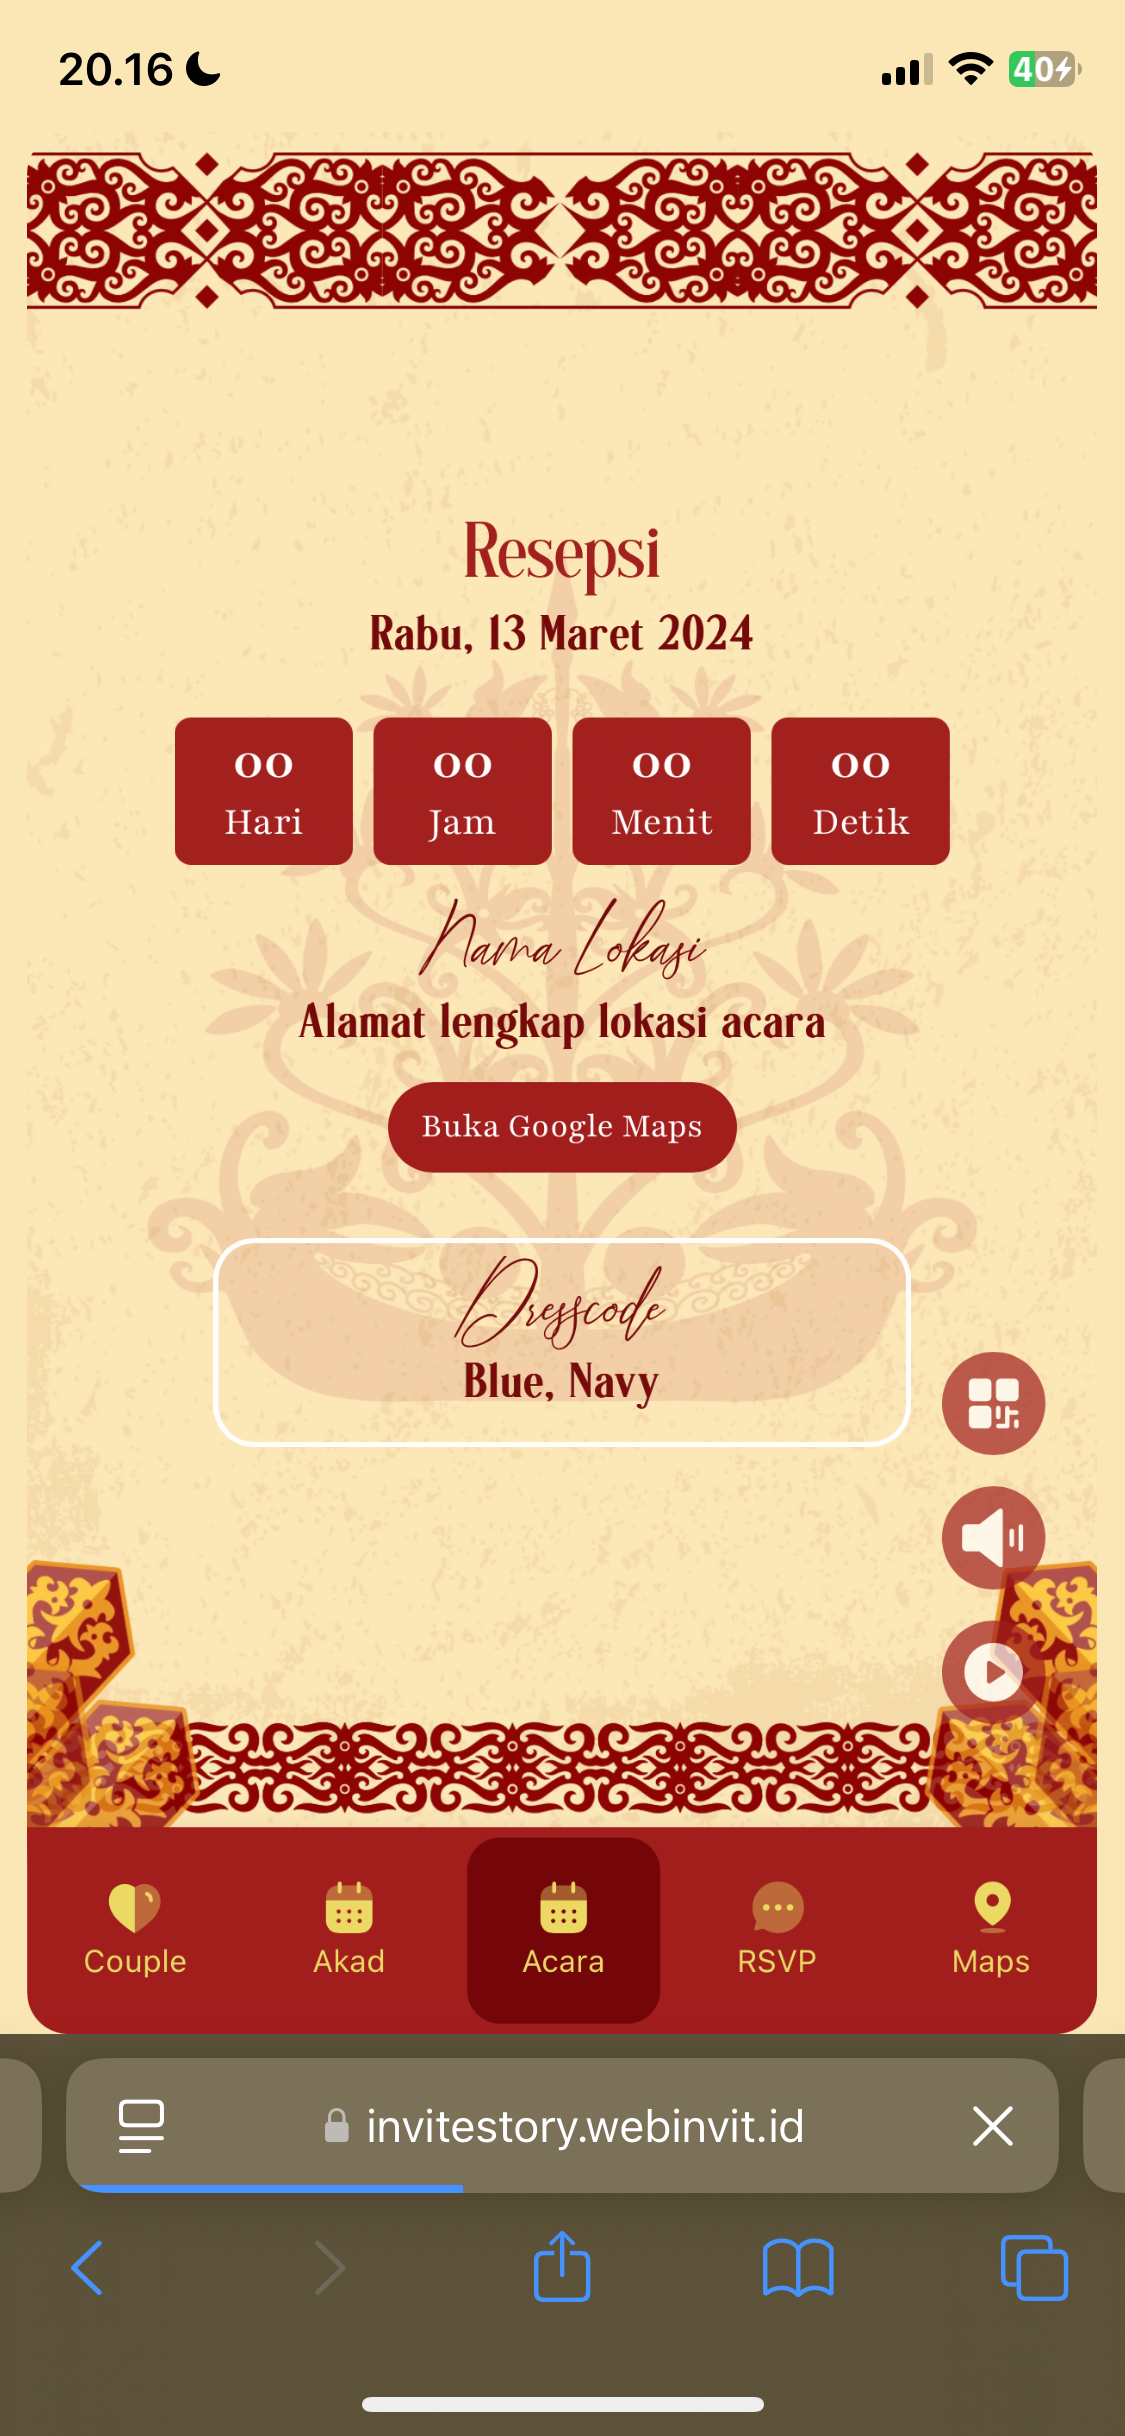 20.16
40
Resepsi
Rabu, 13 Maret 2024
00 00 00 00
Hari Jam Menit Detik
Nama Lokasi
Alamat lengkap lokasi acara
Buka Google Maps
Dresscode
Blue, Navy
Couple Akad Acara RSVP Maps
invitestory.webinvit.id